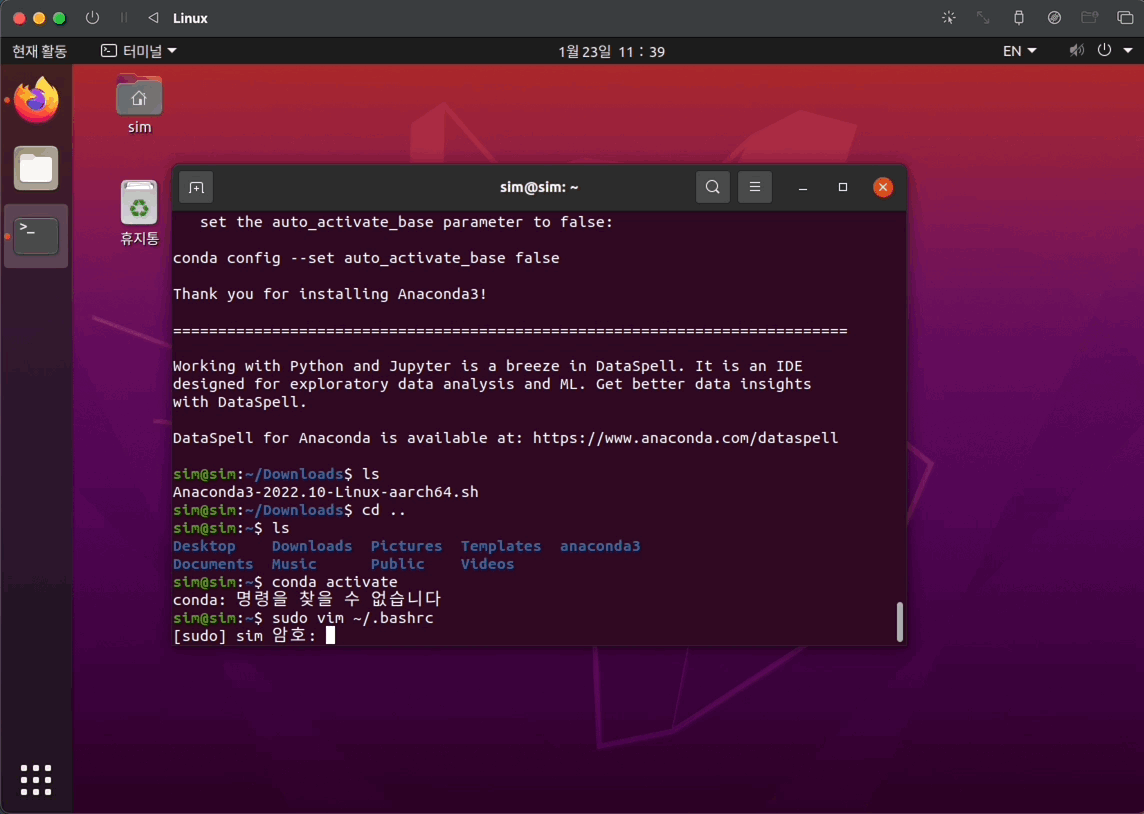 Linux
현재 활동
터미널
1월 23일 11 : 39
EN
sim
휴지통
sim@sim: ~
set the auto_activate_base parameter to false:
conda config --set auto_activate_base false
Thank you for installing Anaconda3!
===========================================================================
Working with Python and Jupyter is a breeze in DataSpell. It is an IDE
designed for exploratory data analysis and ML. Get better data insights
with DataSpell.
DataSpell for Anaconda is available at: https://www.anaconda.com/dataspell
sim@sim:~/Downloads$ ls
Anaconda3-2022.10-Linux-aarch64.sh
sim@sim:~/Downloads$ cd ..
sim@sim:~$ ls
Desktop Downloads Pictures Templates anaconda3
Documents Music Public Videos
sim@sim:~$ conda activate
conda: 명령을 찾을 수 없습니다
sim@sim:~$ sudo vim ~/.bashrc
[sudo] sim 암호: